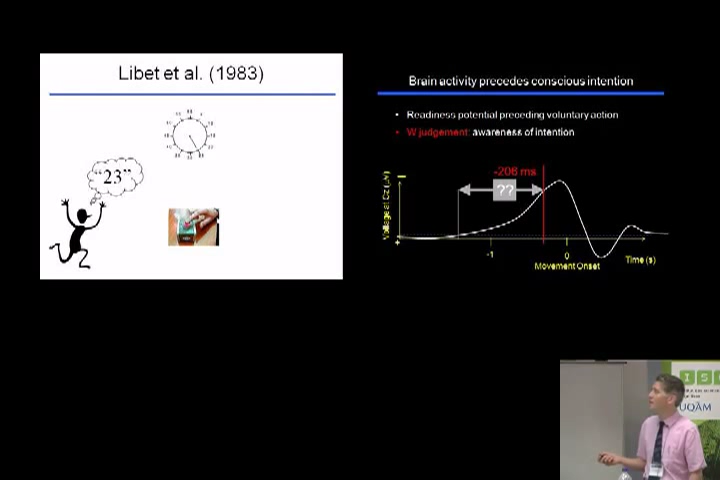 Libet et al. (1983)
"23"
Brain activity precedes conscious intention
• Readiness potential preceding voluntary action
• W judgement: awareness of intention
-206 ms
??
Voltage at Cz (µV)
-
+
-1
0
Movement Onset
Time (s)
IS
UQÀM